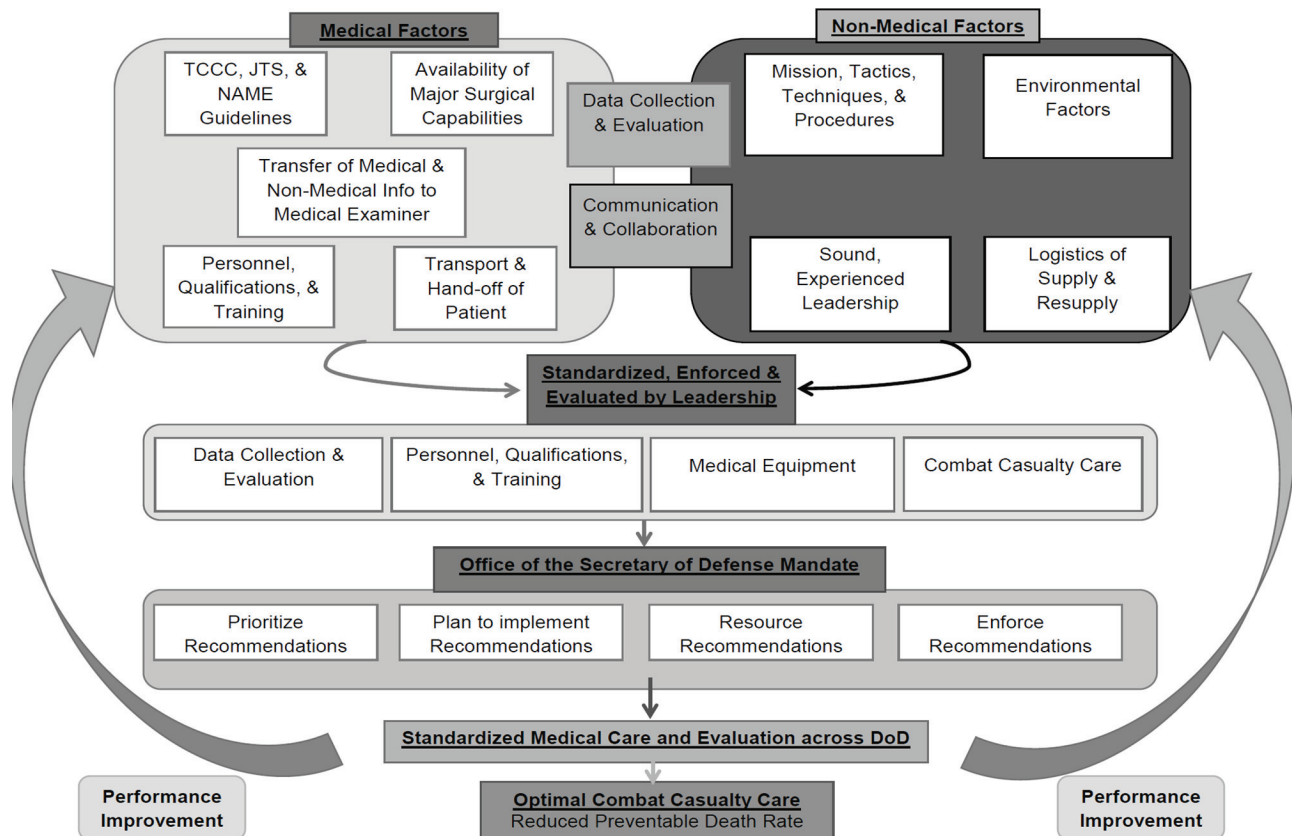 Medical Factors
TCCC, JTS, &
NAME
Guidelines
Availability of
Major Surgical
Capabilities
Transfer of Medical &
Non-Medical Info to
Medical Examiner
Personnel,
Qualifications, &
Training
Transport &
Hand-off of
Patient
Data Collection
& Evaluation
Communication
& Collaboration
Non-Medical Factors
Mission, Tactics,
Techniques, &
Procedures
Environmental
Factors
Sound,
Experienced
Leadership
Logistics of
Supply &
Resupply
Standardized, Enforced &
Evaluated by Leadership
Data Collection &
Evaluation
Personnel, Qualifications,
& Training
Medical Equipment
Combat Casualty Care
Office of the Secretary of Defense Mandate
Prioritize
Recommendations
Plan to implement
Recommendations
Resource
Recommendations
Enforce
Recommendations
Standardized Medical Care and Evaluation across DoD
Optimal Combat Casualty Care
Reduced Preventable Death Rate
Performance
Improvement
Performance
Improvement